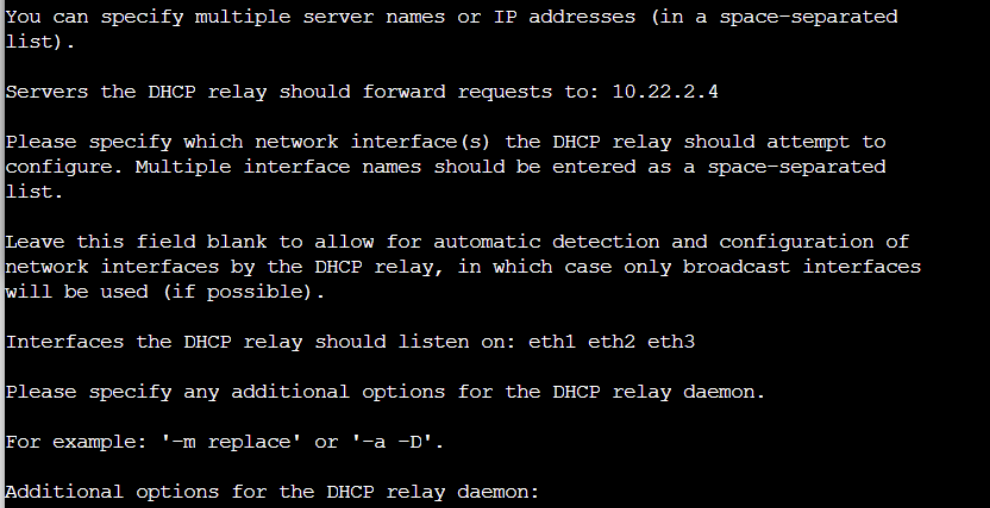 You can specify multiple server names or IP addresses (in a space-separated
list).
Servers the DHCP relay should forward requests to: 10.22.2.4
Please specify which network interface(s) the DHCP relay should attempt to
configure. Multiple interface names should be entered as a space-separated
list.
Leave this field blank to allow for automatic detection and configuration of
network interfaces by the DHCP relay, in which case only broadcast interfaces
will be used (if possible).
Interfaces the DHCP relay should listen on: eth1 eth2 eth3
Please specify any additional options for the DHCP relay daemon.
For example: '-m replace' or '-a -D'.
Additional options for the DHCP relay daemon: